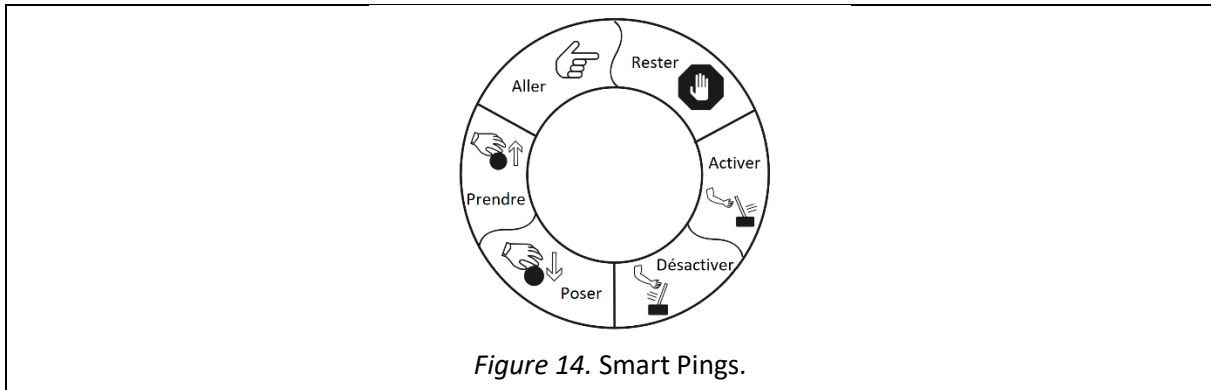 Aller
Rester
Activer
Prendre
Désactiver
Poser
Figure 14. Smart Pings.